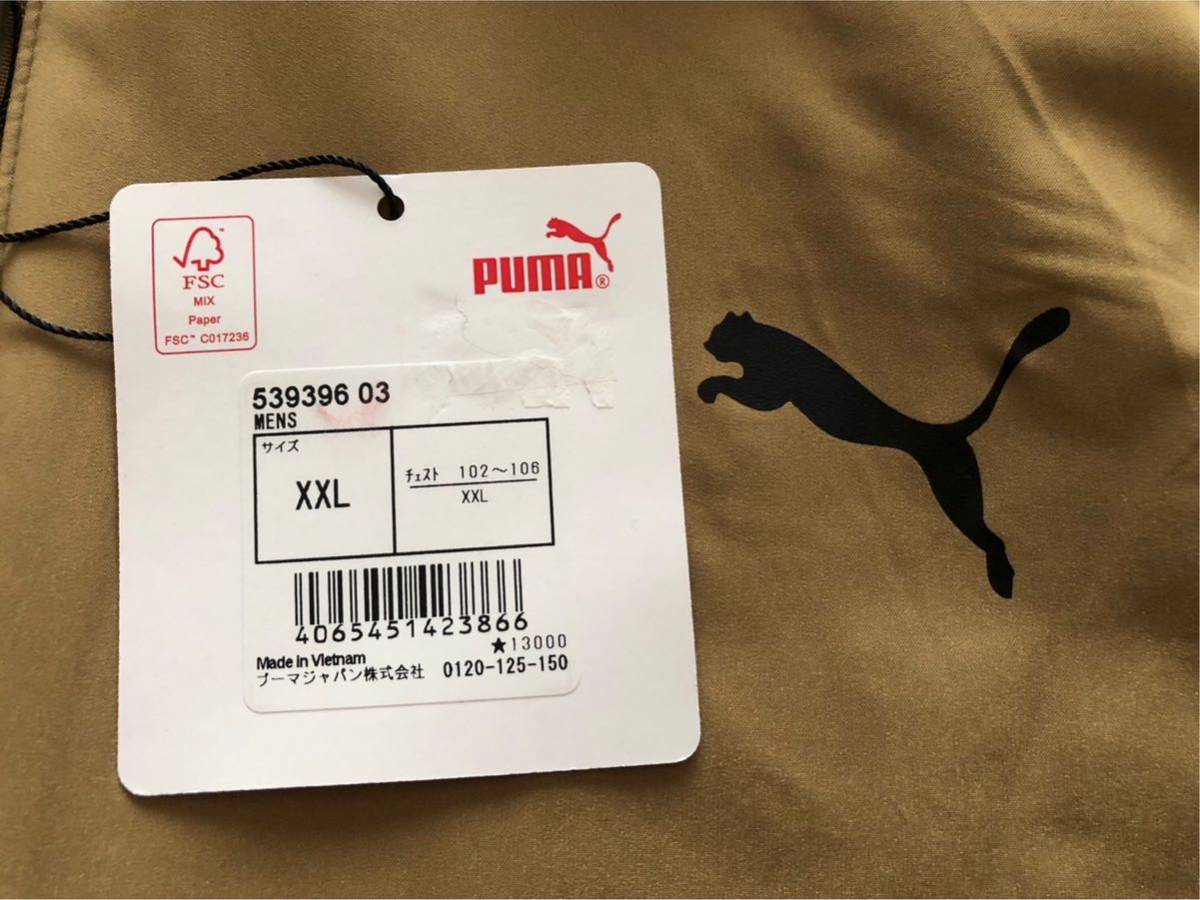 FSC
MIX
Paper
FSC™ C017236
PUMA®
539396 03
MENS
サイズ
XXL
チェスト 102～106
XXL
4065451423866
★13000
Made in Vietnam
プーマジャパン株式会社 0120-125-150